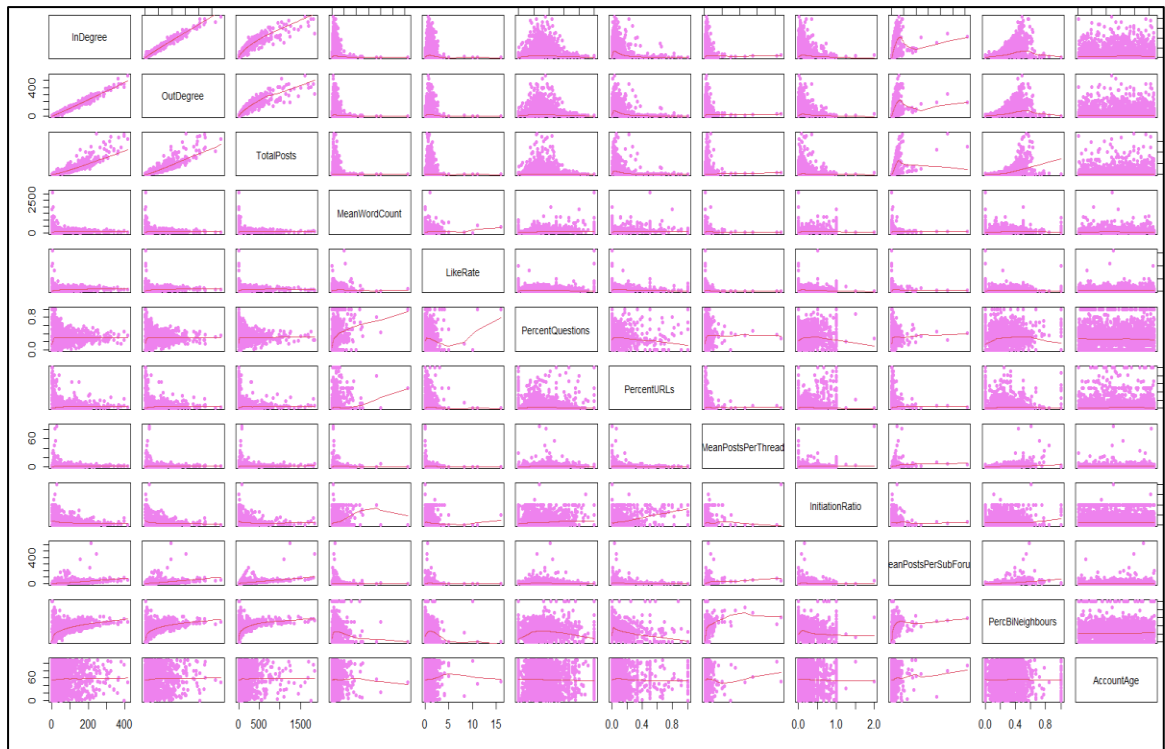 InDegree
0 200 400
OutDegree
TotalPosts
0 2500
MeanWordCount
LikeRate
0.0 0.4 0.8
PercentQuestions
PercentURLs
0 60
MeanPostsPerThread
InitiationRatio
0 400
eanPostsPerSubForu
PercBiNeighbours
0 60
AccountAge
0 200 400
0 500 1500
0 5 10 15
0.0 0.4 0.8
0.0 1.0 2.0
0.0 0.4 0.8